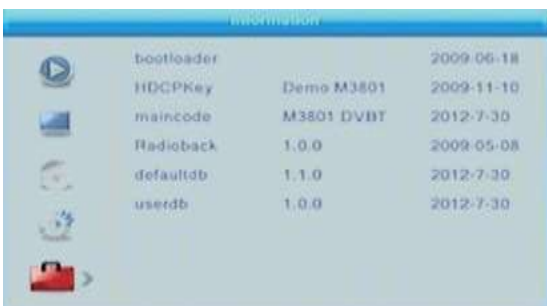 Information
bootloader 2009-06-18
HDCPKey Demo M3801 2009-11-10
maincode M3801 DVBT 2012-7-30
Radioback 1.0.0 2009-05-08
defaultdb 1.1.0 2012-7-30
userdb 1.0.0 2012-7-30